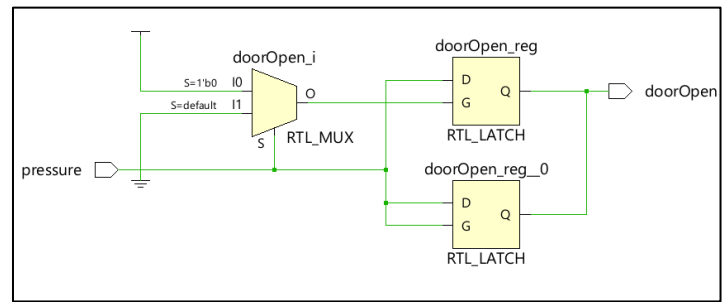 doorOpen_reg
doorOpen_i
D
Q
G
doorOpen
S=1'b0
I0
O
S=default
I1
RTL_LATCH
S
RTL_MUX
pressure
doorOpen_reg__0
D
Q
G
RTL_LATCH